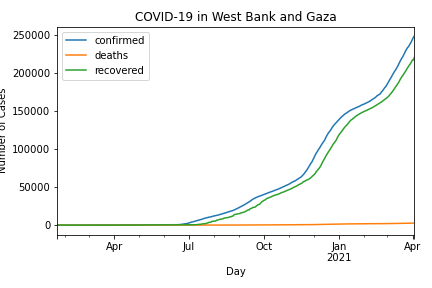 COVID-19 in West Bank and Gaza
confirmed
deaths
recovered
250000
200000
150000
100000
50000
0
Number of Cases
Apr
Jul
Oct
Jan
2021
Apr
Day